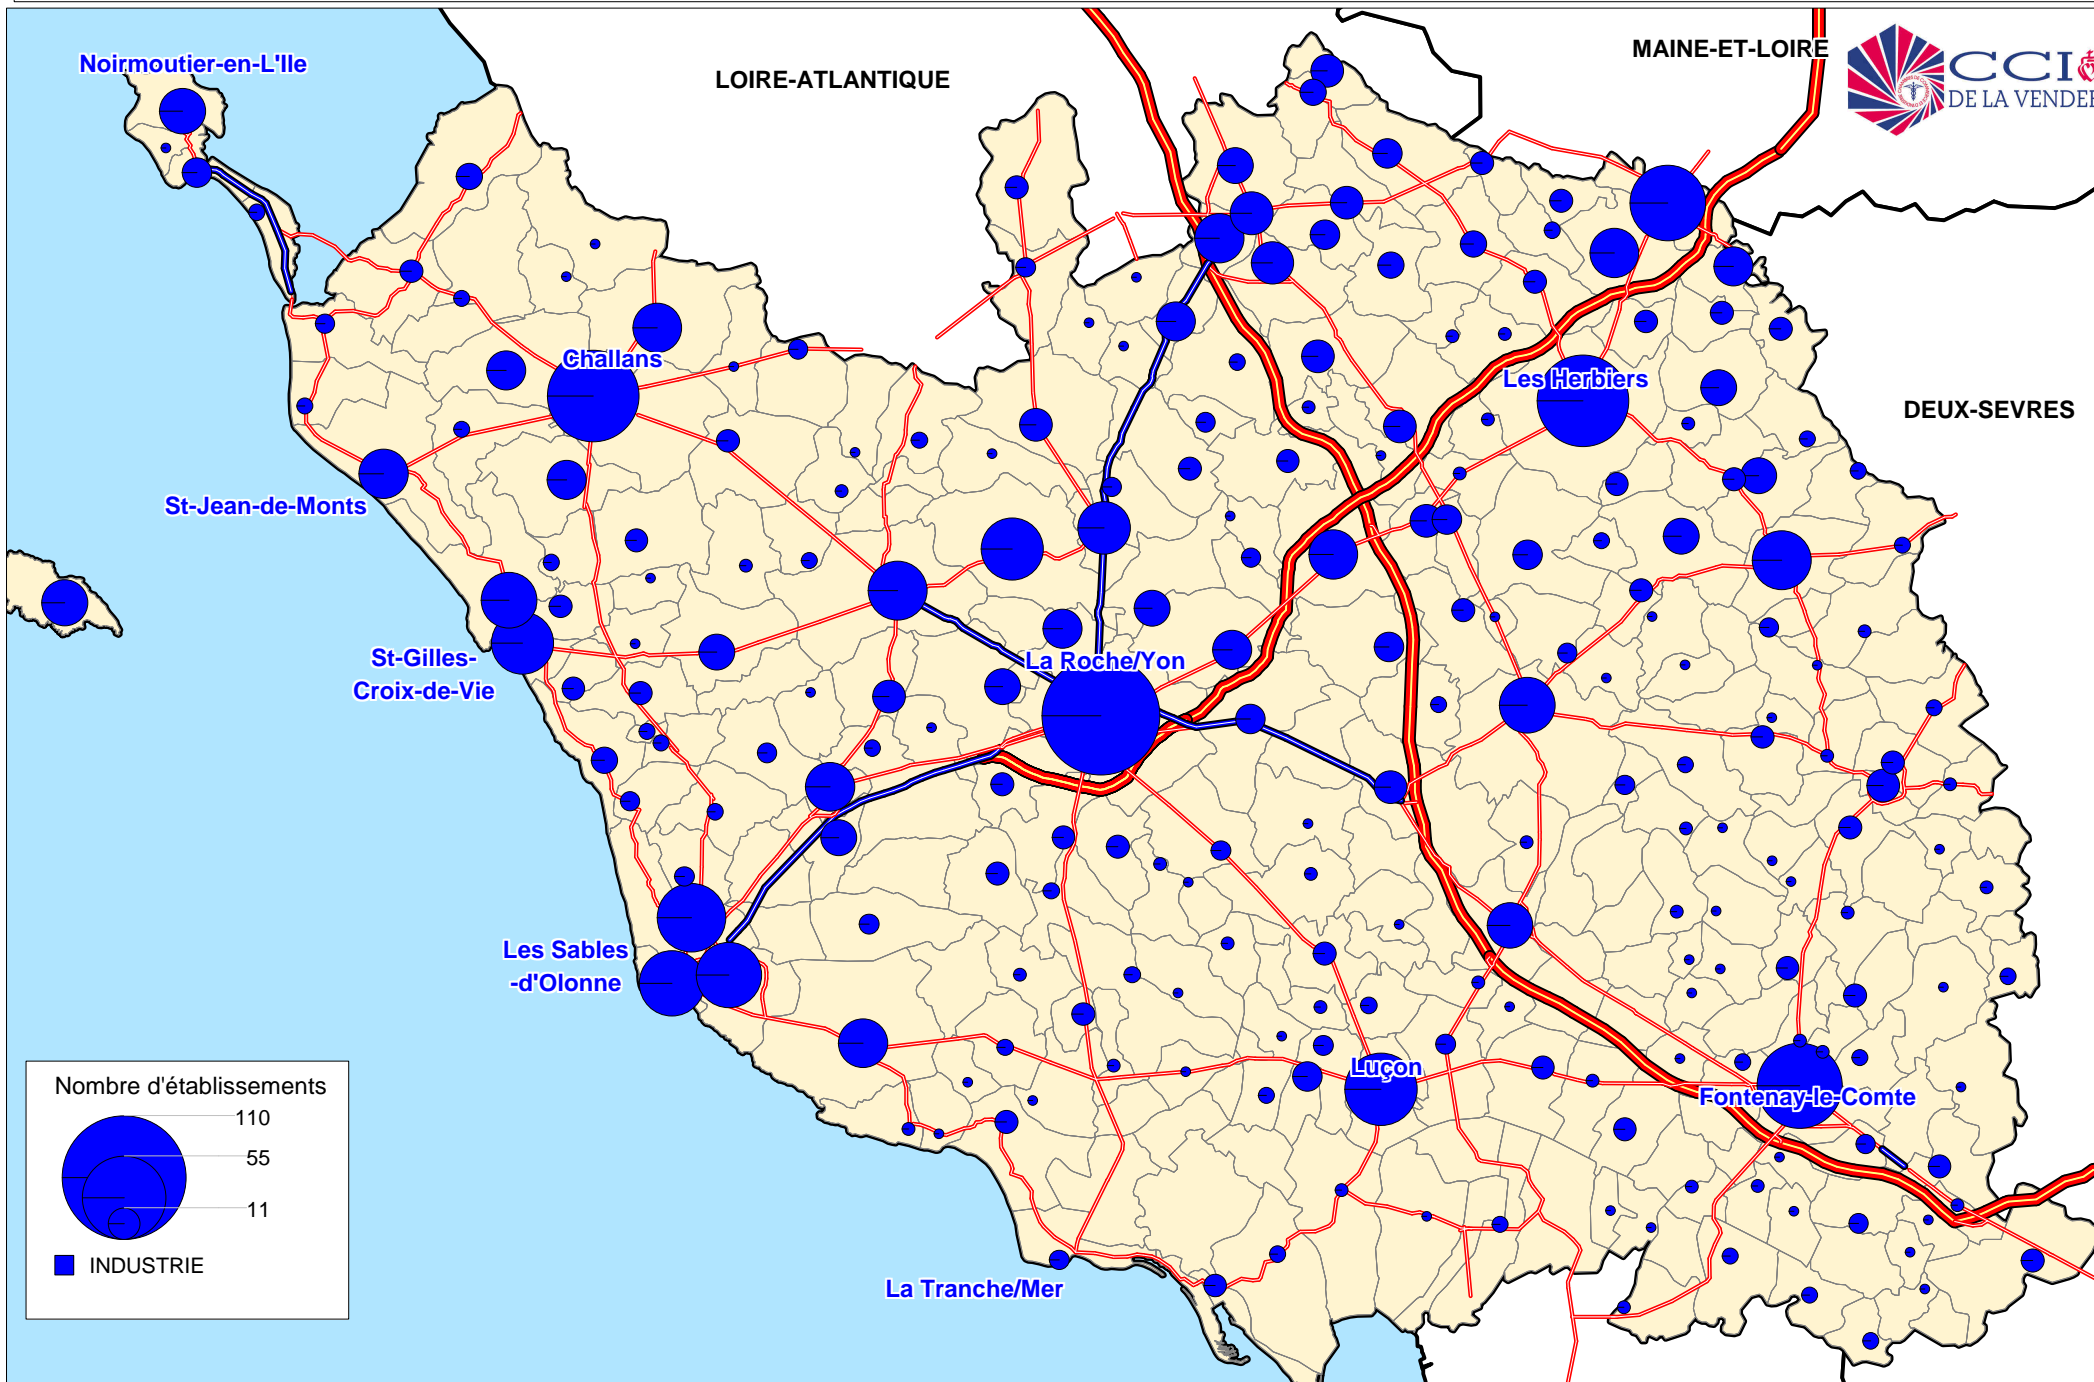 Noirmoutier-en-L'Ile
LOIRE-ATLANTIQUE
MAINE-ET-LOIRE
CCI
DE LA VENDE
Challans
Les Herbiers
DEUX-SEVRES
St-Jean-de-Monts
St-Gilles-
Croix-de-Vie
La Roche/Yon
Les Sables
-d'Olonne
Luçon
Fontenay-le-Comte
La Tranche/Mer
Nombre d'établissements
110
55
11
INDUSTRIE